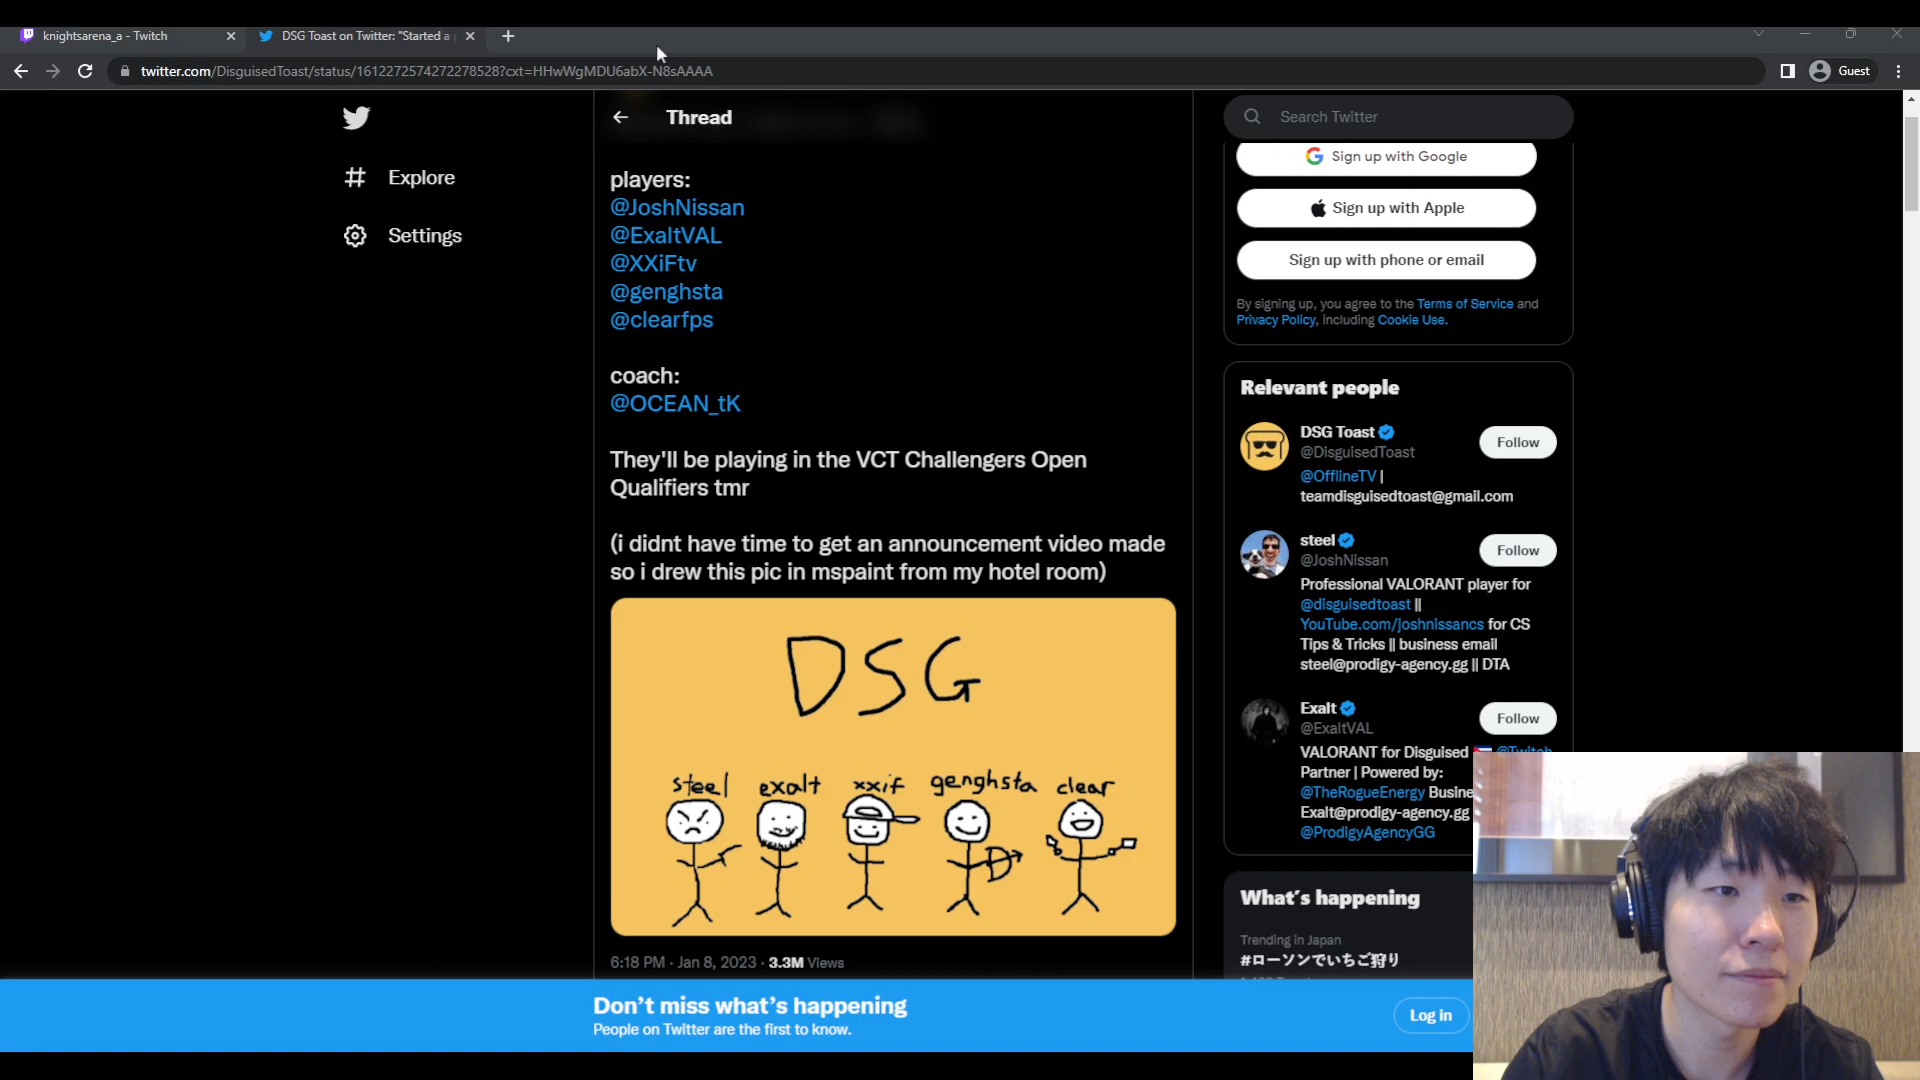 knightsarena_a - Twitch
DSG Toast on Twitter: "Started a
twitter.com/DisguisedToast/status/1612272574272278528?cxt=HHwWgMDU6abX-N8sAAAA
Guest
Thread
Explore
Settings
players:
@JoshNissan
@ExaltVAL
@XXiFtv
@genghsta
@clearfps
coach:
@OCEAN_tK
They'll be playing in the VCT Challengers Open
Qualifiers tmr
(i didnt have time to get an announcement video made
so i drew this pic in mspaint from my hotel room)
DSG
steel exalt xxif genghsta clear
6:18 PM · Jan 8, 2023 · 3.3M Views
Search Twitter
Sign up with Google
Sign up with Apple
Sign up with phone or email
By signing up, you agree to the Terms of Service and
Privacy Policy, including Cookie Use.
Relevant people
DSG Toast
@DisguisedToast
Follow
@OfflineTV |
teamdisguisedtoast@gmail.com
steel
@JoshNissan
Follow
Professional VALORANT player for
@disguisedtoast ||
YouTube.com/joshnissancs for CS
Tips & Tricks || business email
steel@prodigy-agency.gg || DTA
Exalt
@ExaltVAL
Follow
VALORANT for Disguised @Twitch
Partner | Powered by:
@TheRogueEnergy
Exalt@prodigy-agency.gg
@ProdigyAgencyGG
What's happening
Trending in Japan
#ローソンでいちご狩り
Don't miss what's happening
People on Twitter are the first to know.
Log in